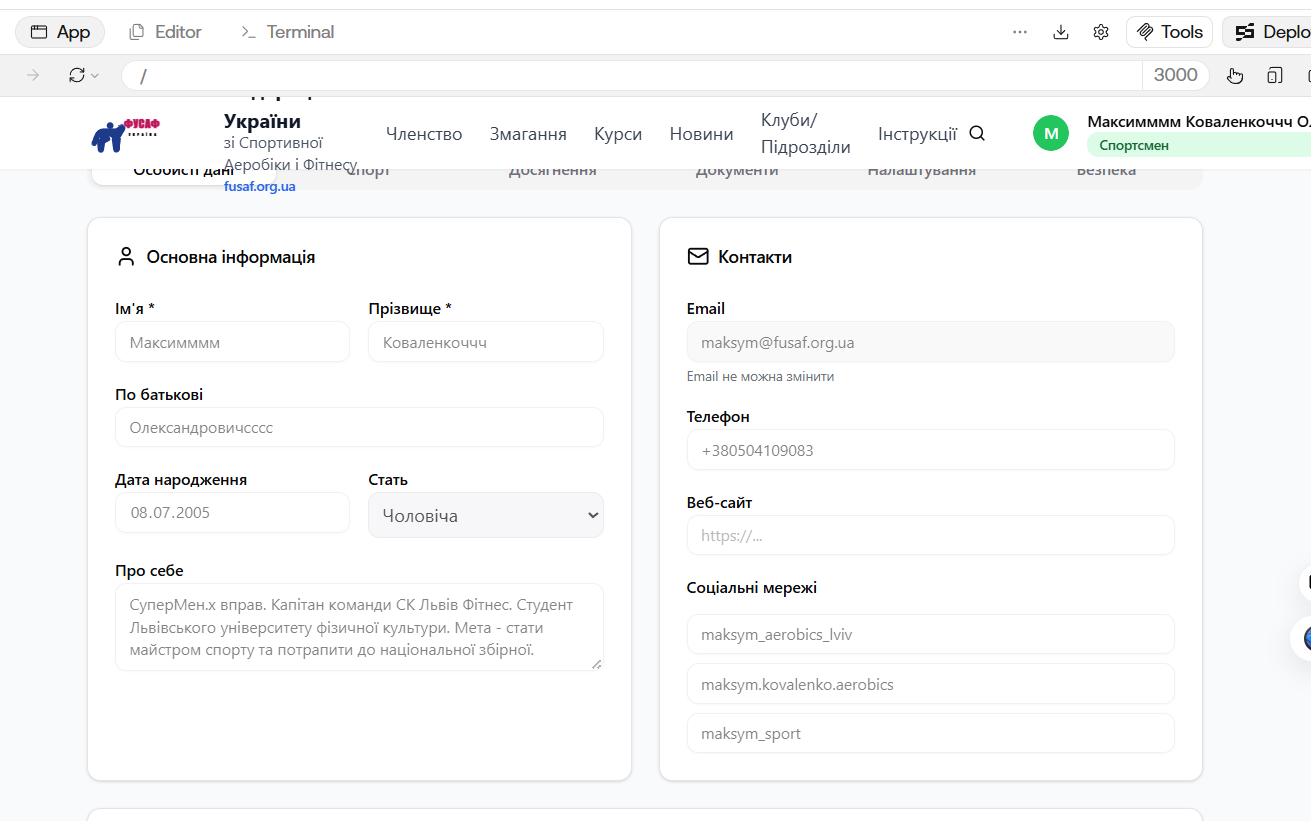 App
Editor
Terminal
Tools
Deplo
/
3000
ФУСАФ
УКРАЇНА
України
зі Спортивної
Аеробіки і Фітнесу
fusaf.org.ua
Членство
Змагання
Курси
Новини
Клуби/
Підрозділи
Інструкції
М
Максимммм Коваленкоччч О.
Спортсмен
Особисті дані
Спорт
Досягнення
Документи
Налаштування
Безпека
Основна інформація
Ім'я *
Прізвище *
Максимммм
Коваленкоччч
По батькові
Олександровичсссс
Дата народження
Стать
08.07.2005
Чоловіча
Про себе
СуперМен.х вправ. Капітан команди СК Львів Фітнес. Студент
Львівського університету фізичної культури. Мета - стати
майстром спорту та потрапити до національної збірної.
Контакти
Email
maksym@fusaf.org.ua
Email не можна змінити
Телефон
+380504109083
Веб-сайт
https://...
Соціальні мережі
maksym_aerobics_lviv
maksym.kovalenko.aerobics
maksym_sport